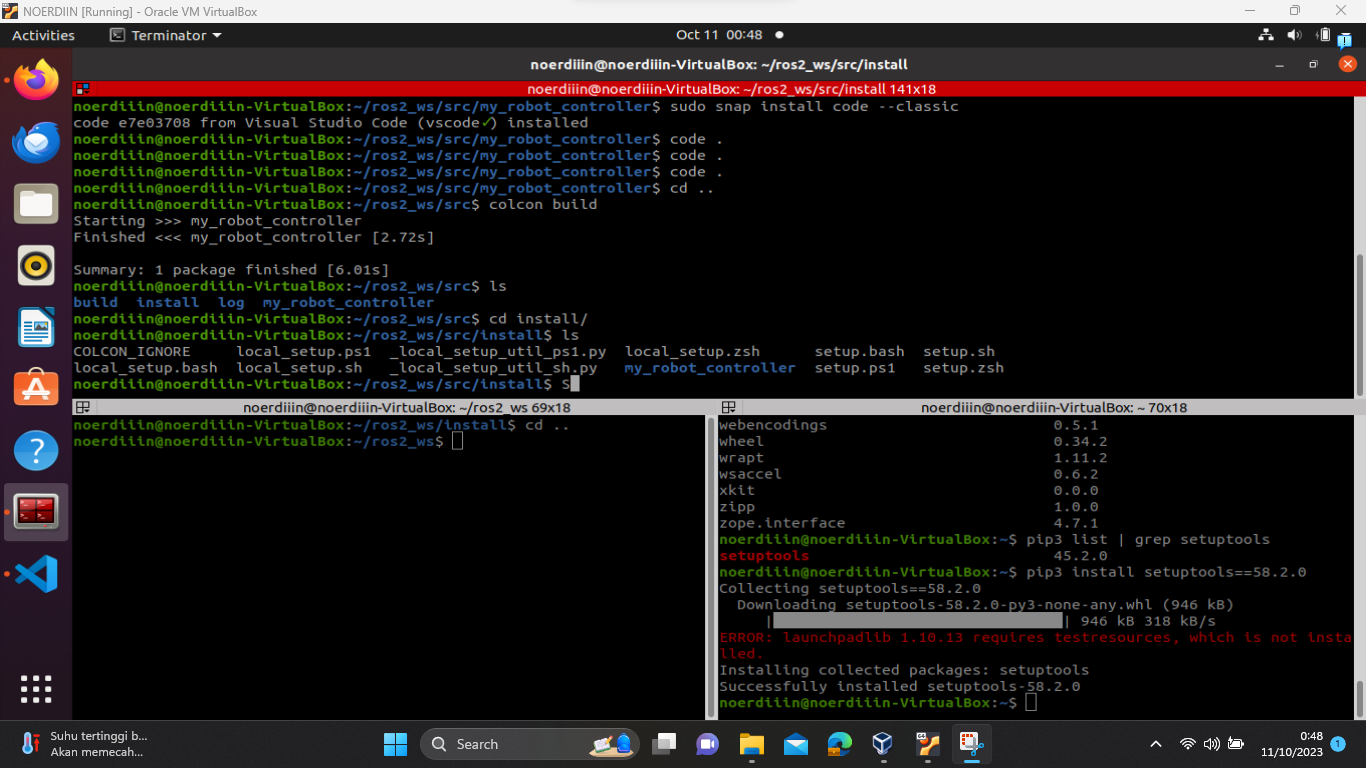 NOERDIIN [Running] - Oracle VM VirtualBox
Activities Terminator Oct 11 00:48
noerdiiin@noerdiiin-VirtualBox: ~/ros2_ws/src/install
noerdiiin@noerdiiin-VirtualBox: ~/ros2_ws/src/install 141x18
noerdiiin@noerdiiin-VirtualBox:~/ros2_ws/src/my_robot_controller$ sudo snap install code --classic
code e7e03708 from Visual Studio Code (vscode✓) installed
noerdiiin@noerdiiin-VirtualBox:~/ros2_ws/src/my_robot_controller$ code .
noerdiiin@noerdiiin-VirtualBox:~/ros2_ws/src/my_robot_controller$ code .
noerdiiin@noerdiiin-VirtualBox:~/ros2_ws/src/my_robot_controller$ code .
noerdiiin@noerdiiin-VirtualBox:~/ros2_ws/src/my_robot_controller$ cd ..
noerdiiin@noerdiiin-VirtualBox:~/ros2_ws/src$ colcon build
Starting >>> my_robot_controller
Finished <<< my_robot_controller [2.72s]
Summary: 1 package finished [6.01s]
noerdiiin@noerdiiin-VirtualBox:~/ros2_ws/src$ ls
build install log my_robot_controller
noerdiiin@noerdiiin-VirtualBox:~/ros2_ws/src$ cd install/
noerdiiin@noerdiiin-VirtualBox:~/ros2_ws/src/install$ ls
COLCON_IGNORE local_setup.ps1 _local_setup_util_ps1.py local_setup.zsh setup.bash setup.sh
local_setup.bash local_setup.sh _local_setup_util_sh.py my_robot_controller setup.ps1 setup.zsh
noerdiiin@noerdiiin-VirtualBox:~/ros2_ws/src/install$ S
noerdiiin@noerdiiin-VirtualBox: ~/ros2_ws 69x18
noerdiiin@noerdiiin-VirtualBox:~/ros2_ws/install$ cd ..
noerdiiin@noerdiiin-VirtualBox:~/ros2_ws$
noerdiiin@noerdiiin-VirtualBox: ~ 70x18
webencodings 0.5.1
wheel 0.34.2
wrapt 1.11.2
wsaccel 0.6.2
xkit 0.0.0
zipp 1.0.0
zope.interface 4.7.1
noerdiiin@noerdiiin-VirtualBox:~$ pip3 list | grep setuptools
setuptools 45.2.0
noerdiiin@noerdiiin-VirtualBox:~$ pip3 install setuptools==58.2.0
Collecting setuptools==58.2.0
Downloading setuptools-58.2.0-py3-none-any.whl (946 kB)
| | 946 kB 318 kB/s
ERROR: launchpadlib 1.10.13 requires testresources, which is not insta
lled.
Installing collected packages: setuptools
Successfully installed setuptools-58.2.0
noerdiiin@noerdiiin-VirtualBox:~$
Suhu tertinggi b...
Akan memecah...
Search
0:48
11/10/2023
1